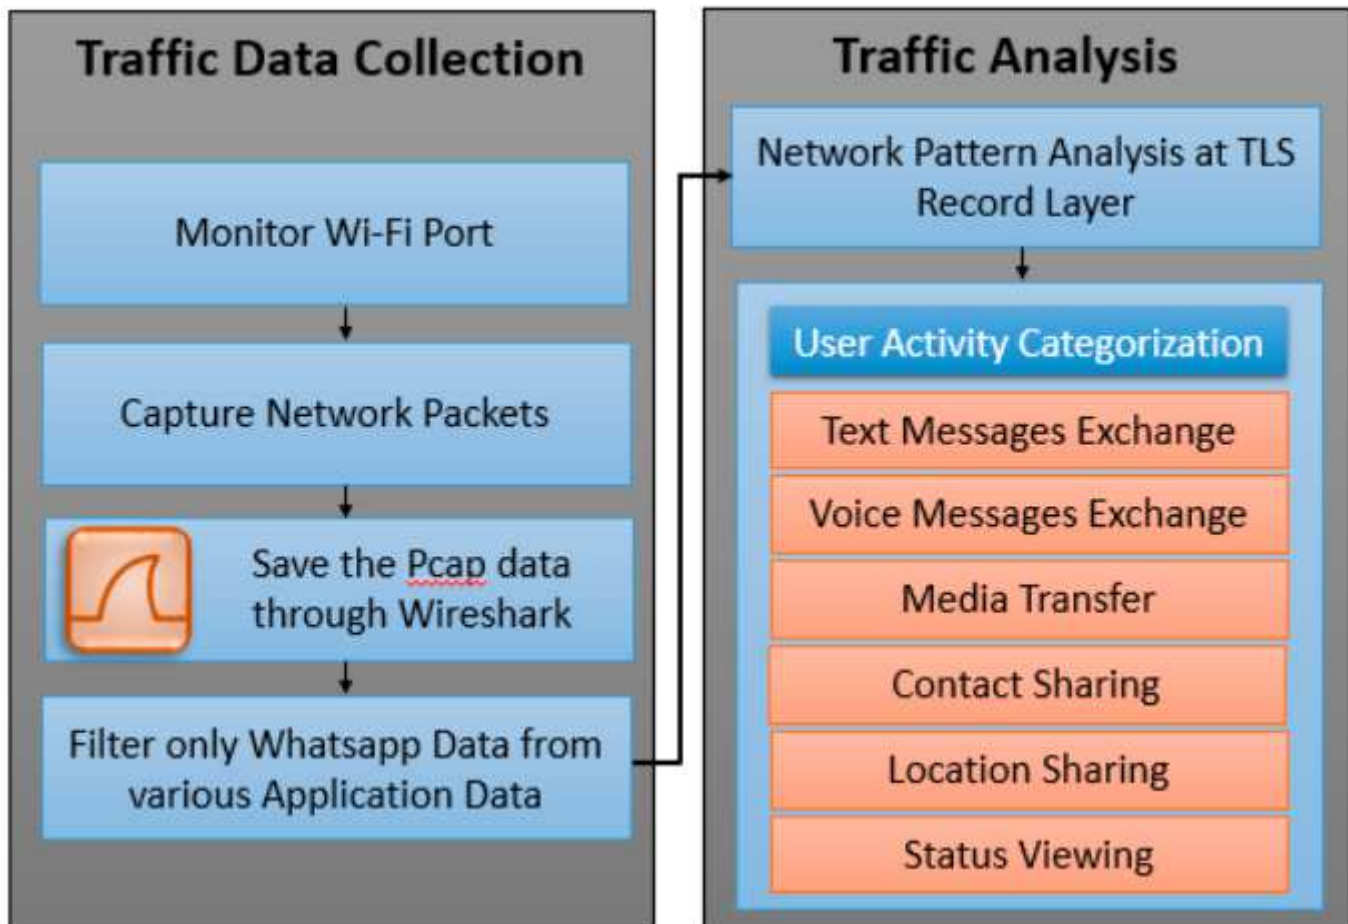 Traffic Data Collection
Monitor Wi-Fi Port
Capture Network Packets
Save the Pcap data
through Wireshark
Filter only Whatsapp Data from
various Application Data
Traffic Analysis
Network Pattern Analysis at TLS
Record Layer
User Activity Categorization
Text Messages Exchange
Voice Messages Exchange
Media Transfer
Contact Sharing
Location Sharing
Status Viewing